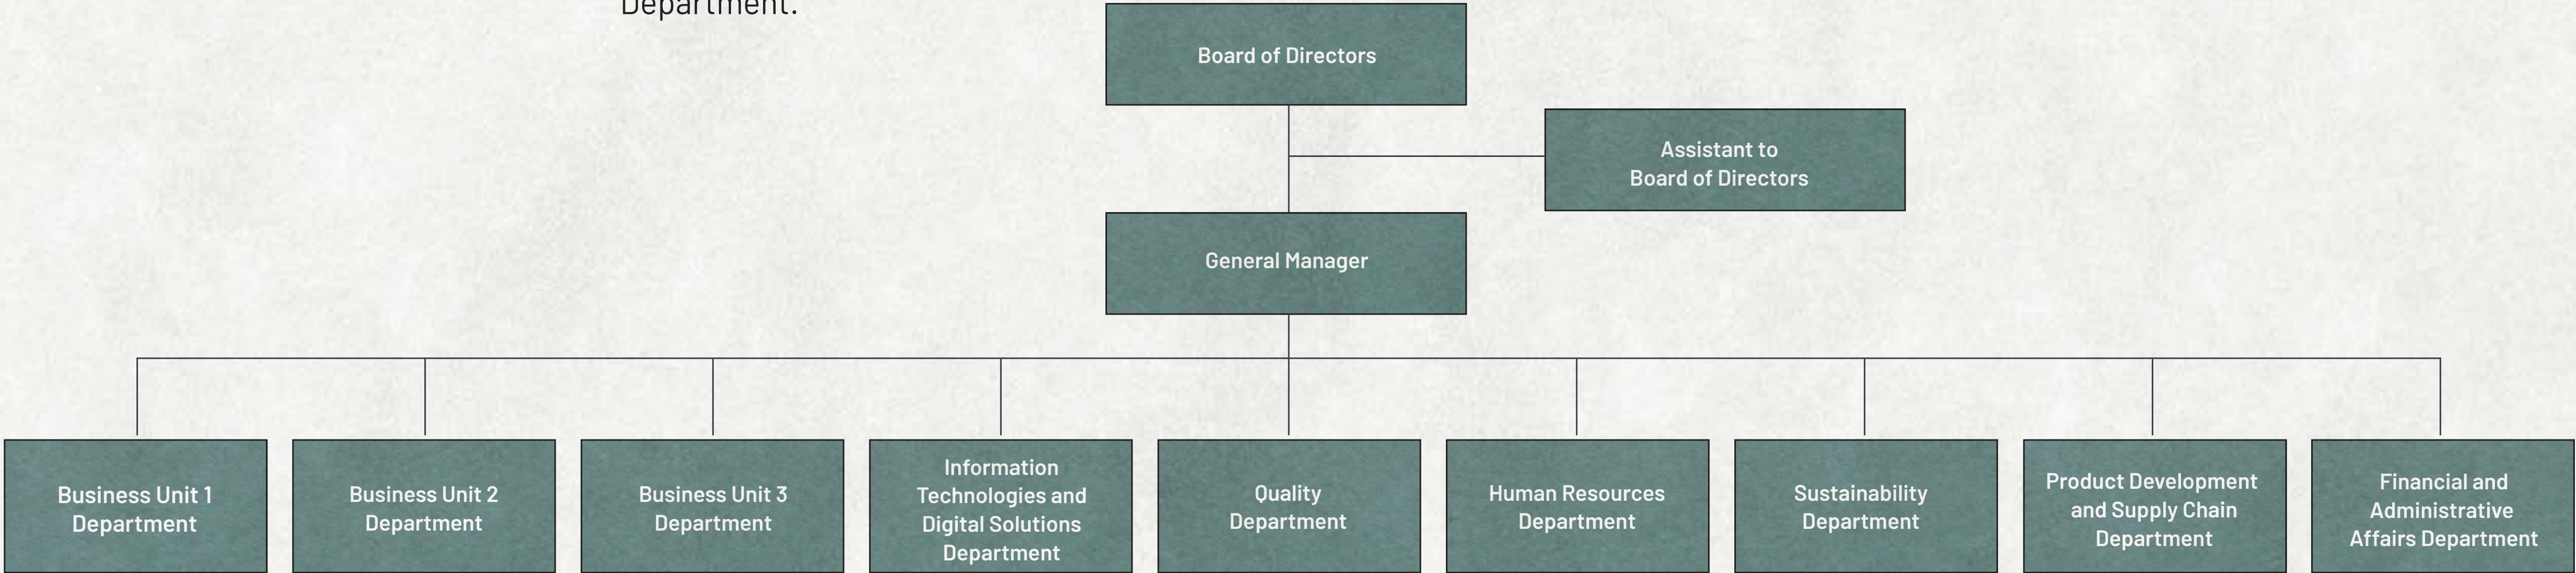 Department.
Board of Directors
Assistant to
Board of Directors
General Manager
Business Unit 1
Department
Business Unit 2
Department
Business Unit 3
Department
Information
Technologies and
Digital Solutions
Department
Quality
Department
Human Resources
Department
Sustainability
Department
Product Development
and Supply Chain
Department
Financial and
Administrative
Affairs Department